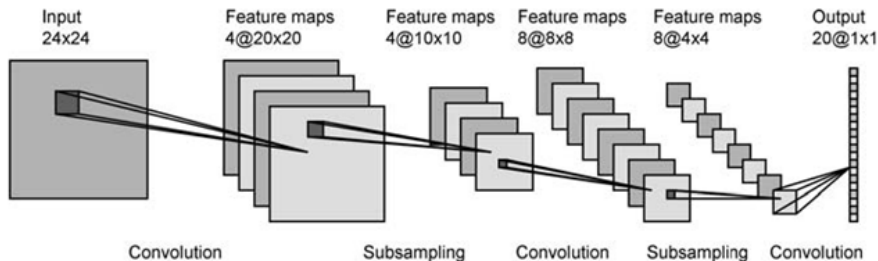 Input
24x24
Feature maps
4@20x20
Feature maps
4@10x10
Feature maps
8@8x8
Feature maps
8@4x4
Output
20@1x1
Convolution
Subsampling
Convolution
Subsampling
Convolution